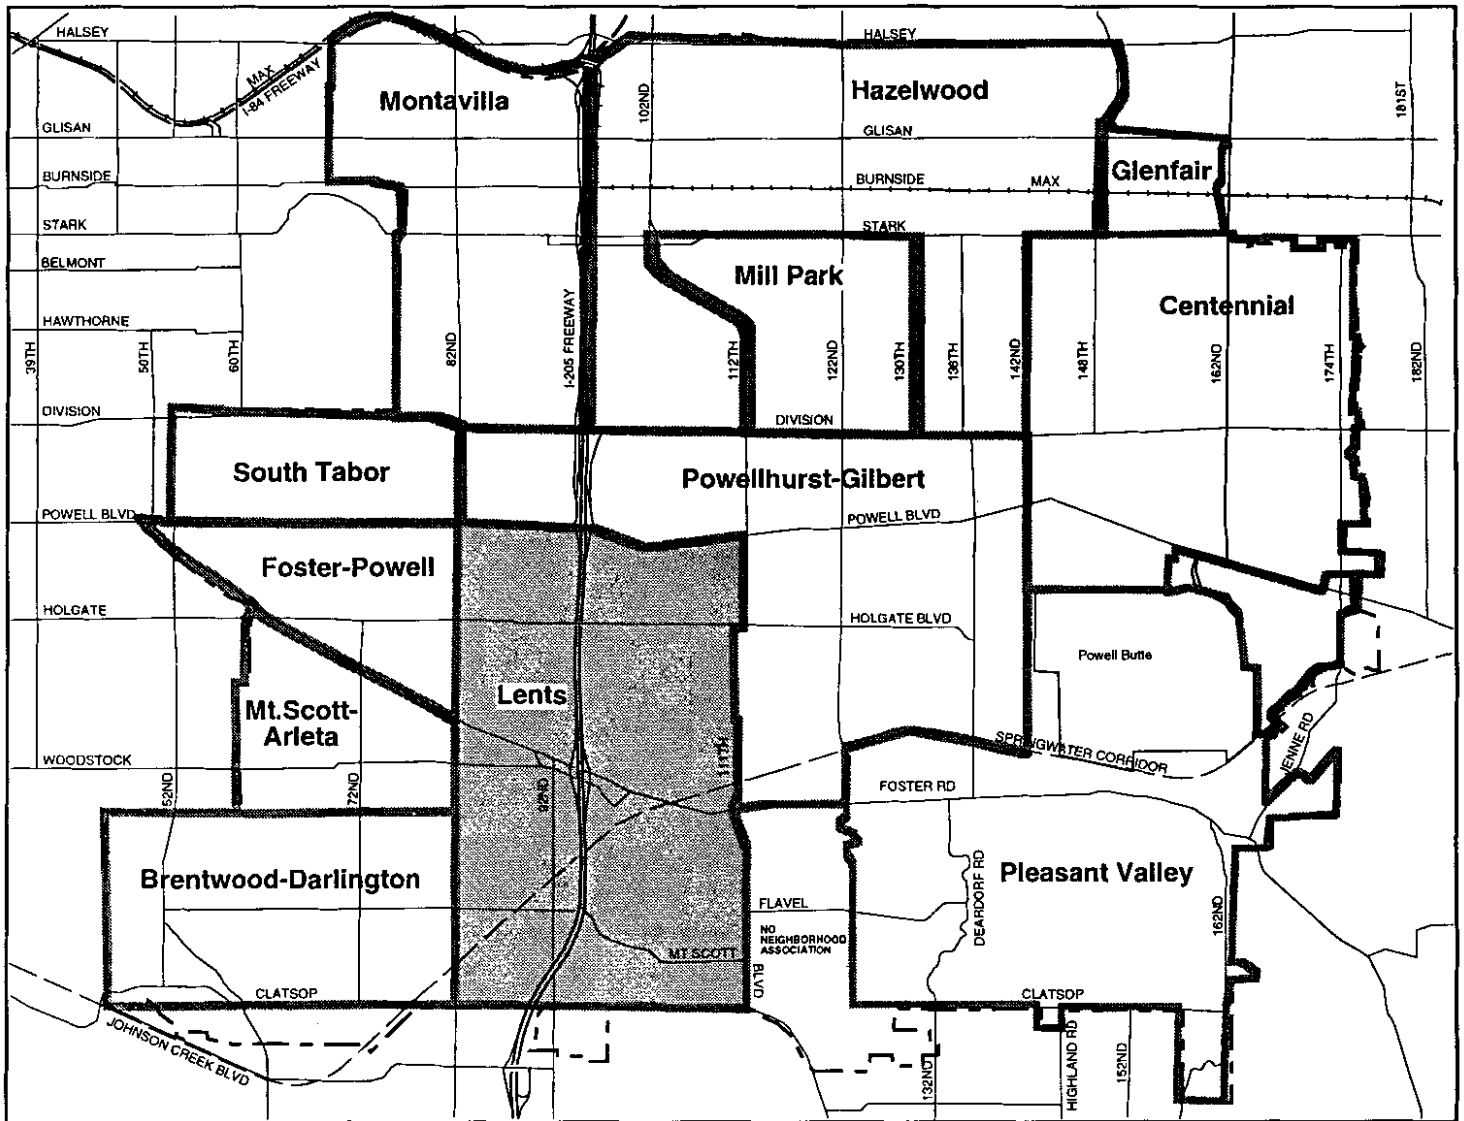 HALSEY
HALSEY
MAX
I-84 FREEWAY
Montavilla
102ND
Hazelwood
181ST
GLISAN
GLISAN
BURNSIDE
BURNSIDE
MAX
Glenfair
STARK
STARK
BELMONT
Mill Park
Centennial
HAWTHORNE
39TH
50TH
60TH
82ND
I-205 FREEWAY
112TH
122ND
130TH
136TH
142ND
148TH
162ND
174TH
182ND
DIVISION
DIVISION
South Tabor
Powellhurst-Gilbert
POWELL BLVD
POWELL BLVD
Foster-Powell
HOLGATE
HOLGATE BLVD
Powell Butte
Lents
Mt.Scott-
Arleta
111TH
JENNE RD
SPRINGWATER CORRIDOR
WOODSTOCK
52ND
72ND
92ND
FOSTER RD
Brentwood-Darlington
Pleasant Valley
DEARDORF RD
162ND
FLAVEL
NO
NEIGHBORHOOD
ASSOCIATION
MT SCOTT
BLVD
CLATSOP
CLATSOP
JOHNSON CREEK BLVD
132ND
HIGHLAND RD
152ND